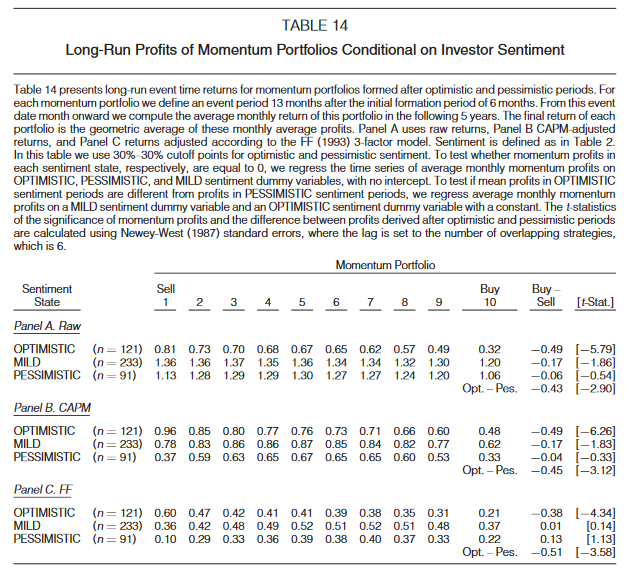 TABLE 14
Long-Run Profits of Momentum Portfolios Conditional on Investor Sentiment
Table 14 presents long-run event time returns for momentum portfolios formed after optimistic and pessimistic periods. For
each momentum portfolio we define an event period 13 months after the initial formation period of 6 months. From this event
date month onward we compute the average monthly return of this portfolio in the following 5 years. The final return of each
portfolio is the geometric average of these monthly average profits. Panel A uses raw returns, Panel B CAPM-adjusted
returns, and Panel C returns adjusted according to the FF (1993) 3-factor model. Sentiment is defined as in Table 2.
In this table we use 30%–30% cutoff points for optimistic and pessimistic sentiment. To test whether momentum profits in
each sentiment state, respectively, are equal to 0, we regress the time series of average monthly momentum profits on
OPTIMISTIC, PESSIMISTIC, and MILD sentiment dummy variables, with no intercept. To test if mean profits in OPTIMISTIC
sentiment periods are different from profits in PESSIMISTIC sentiment periods, we regress average monthly momentum
profits on a MILD sentiment dummy variable and an OPTIMISTIC sentiment dummy variable with a constant. The t-statistics
of the significance of momentum profits and the difference between profits derived after optimistic and pessimistic periods
are calculated using Newey-West (1987) standard errors, where the lag is set to the number of overlapping strategies,
which is 6.
Momentum Portfolio
Sentiment Sell Buy Buy –
State 1 2 3 4 5 6 7 8 9 10 Sell [t-Stat.]
Panel A. Raw
OPTIMISTIC (n = 121) 0.81 0.73 0.70 0.68 0.67 0.65 0.62 0.57 0.49 0.32 −0.49 [−5.79]
MILD (n = 233) 1.36 1.36 1.37 1.35 1.36 1.34 1.34 1.32 1.30 1.20 −0.17 [−1.86]
PESSIMISTIC (n = 91) 1.13 1.28 1.29 1.29 1.30 1.27 1.27 1.24 1.20 1.06 −0.06 [−0.54]
Opt. – Pes. −0.43 [−2.90]
Panel B. CAPM
OPTIMISTIC (n = 121) 0.96 0.85 0.80 0.77 0.76 0.73 0.71 0.66 0.60 0.48 −0.49 [−6.26]
MILD (n = 233) 0.78 0.83 0.86 0.86 0.87 0.85 0.84 0.82 0.77 0.62 −0.17 [−1.83]
PESSIMISTIC (n = 91) 0.37 0.59 0.63 0.65 0.67 0.65 0.65 0.60 0.53 0.33 −0.04 [−0.33]
Opt. – Pes. −0.45 [−3.12]
Panel C. FF
OPTIMISTIC (n = 121) 0.60 0.47 0.42 0.41 0.41 0.39 0.38 0.35 0.31 0.21 −0.38 [−4.34]
MILD (n = 233) 0.36 0.42 0.48 0.49 0.52 0.51 0.52 0.51 0.48 0.37 0.01 [0.14]
PESSIMISTIC (n = 91) 0.10 0.29 0.33 0.36 0.39 0.38 0.40 0.37 0.33 0.22 0.13 [1.13]
Opt. – Pes. −0.51 [−3.58]